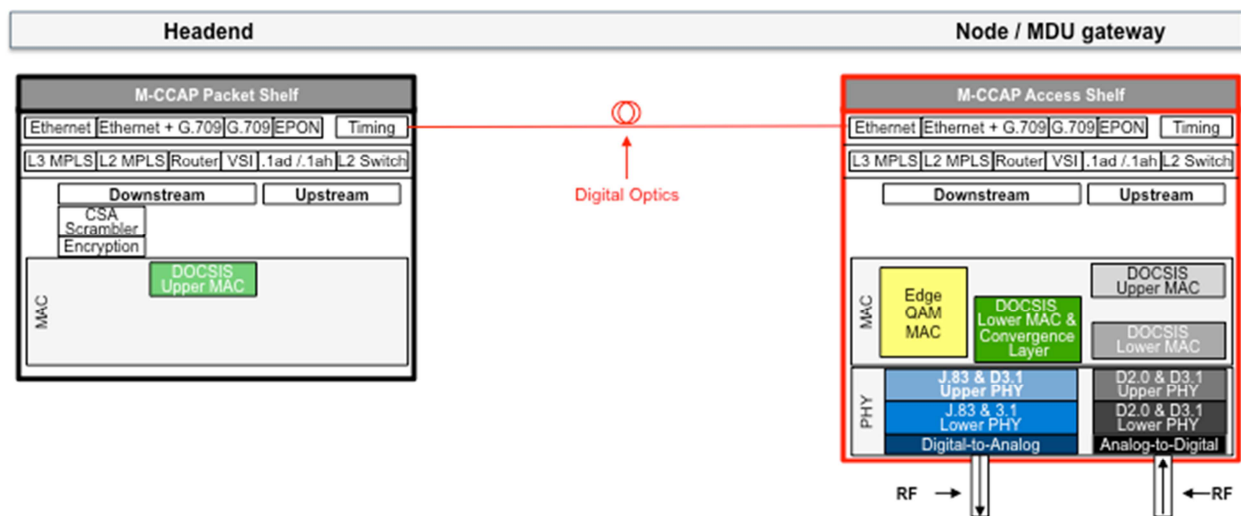 Headend
Node / MDU gateway
M-CCAP Packet Shelf
Ethernet Ethernet + G.709 G.709 EPON Timing
L3 MPLS L2 MPLS Router VSI .1ad /.1ah L2 Switch
Downstream Upstream
CSA
Scrambler
Encryption
MAC
DOCSIS
Upper MAC
Digital Optics
M-CCAP Access Shelf
Ethernet Ethernet + G.709 G.709 EPON Timing
L3 MPLS L2 MPLS Router VSI .1ad /.1ah L2 Switch
Downstream Upstream
MAC
Edge
QAM
MAC
DOCSIS
Lower MAC &
Convergence
Layer
DOCSIS
Upper MAC
DOCSIS
Lower MAC
PHY
J.83 & D3.1
Upper PHY
J.83 & 3.1
Lower PHY
Digital-to-Analog
D2.0 & D3.1
Upper PHY
D2.0 & D3.1
Lower PHY
Analog-to-Digital
RF
RF